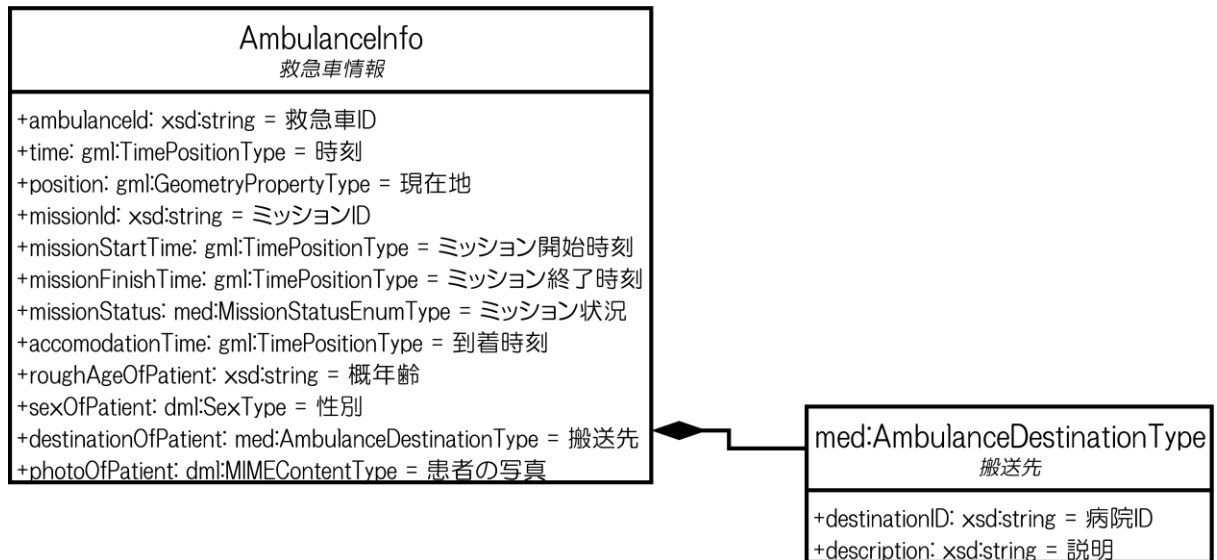 AmbulanceInfo
救急車情報
+ambulanceId: xsd:string = 救急車ID
+time: gml:TimePositionType = 時刻
+position: gml:GeometryPropertyType = 現在地
+missionId: xsd:string = ミッションID
+missionStartTime: gml:TimePositionType = ミッション開始時刻
+missionFinishTime: gml:TimePositionType = ミッション終了時刻
+missionStatus: med:MissionStatusEnumType = ミッション状況
+accomodationTime: gml:TimePositionType = 到着時刻
+roughAgeOfPatient: xsd:string = 概年齢
+sexOfPatient: dml:SexType = 性別
+destinationOfPatient: med:AmbulanceDestinationType = 搬送先
+photoOfPatient: dml:MIMEContentType = 患者の写真
med:AmbulanceDestinationType
搬送先
+destinationID: xsd:string = 病院ID
+description: xsd:string = 説明